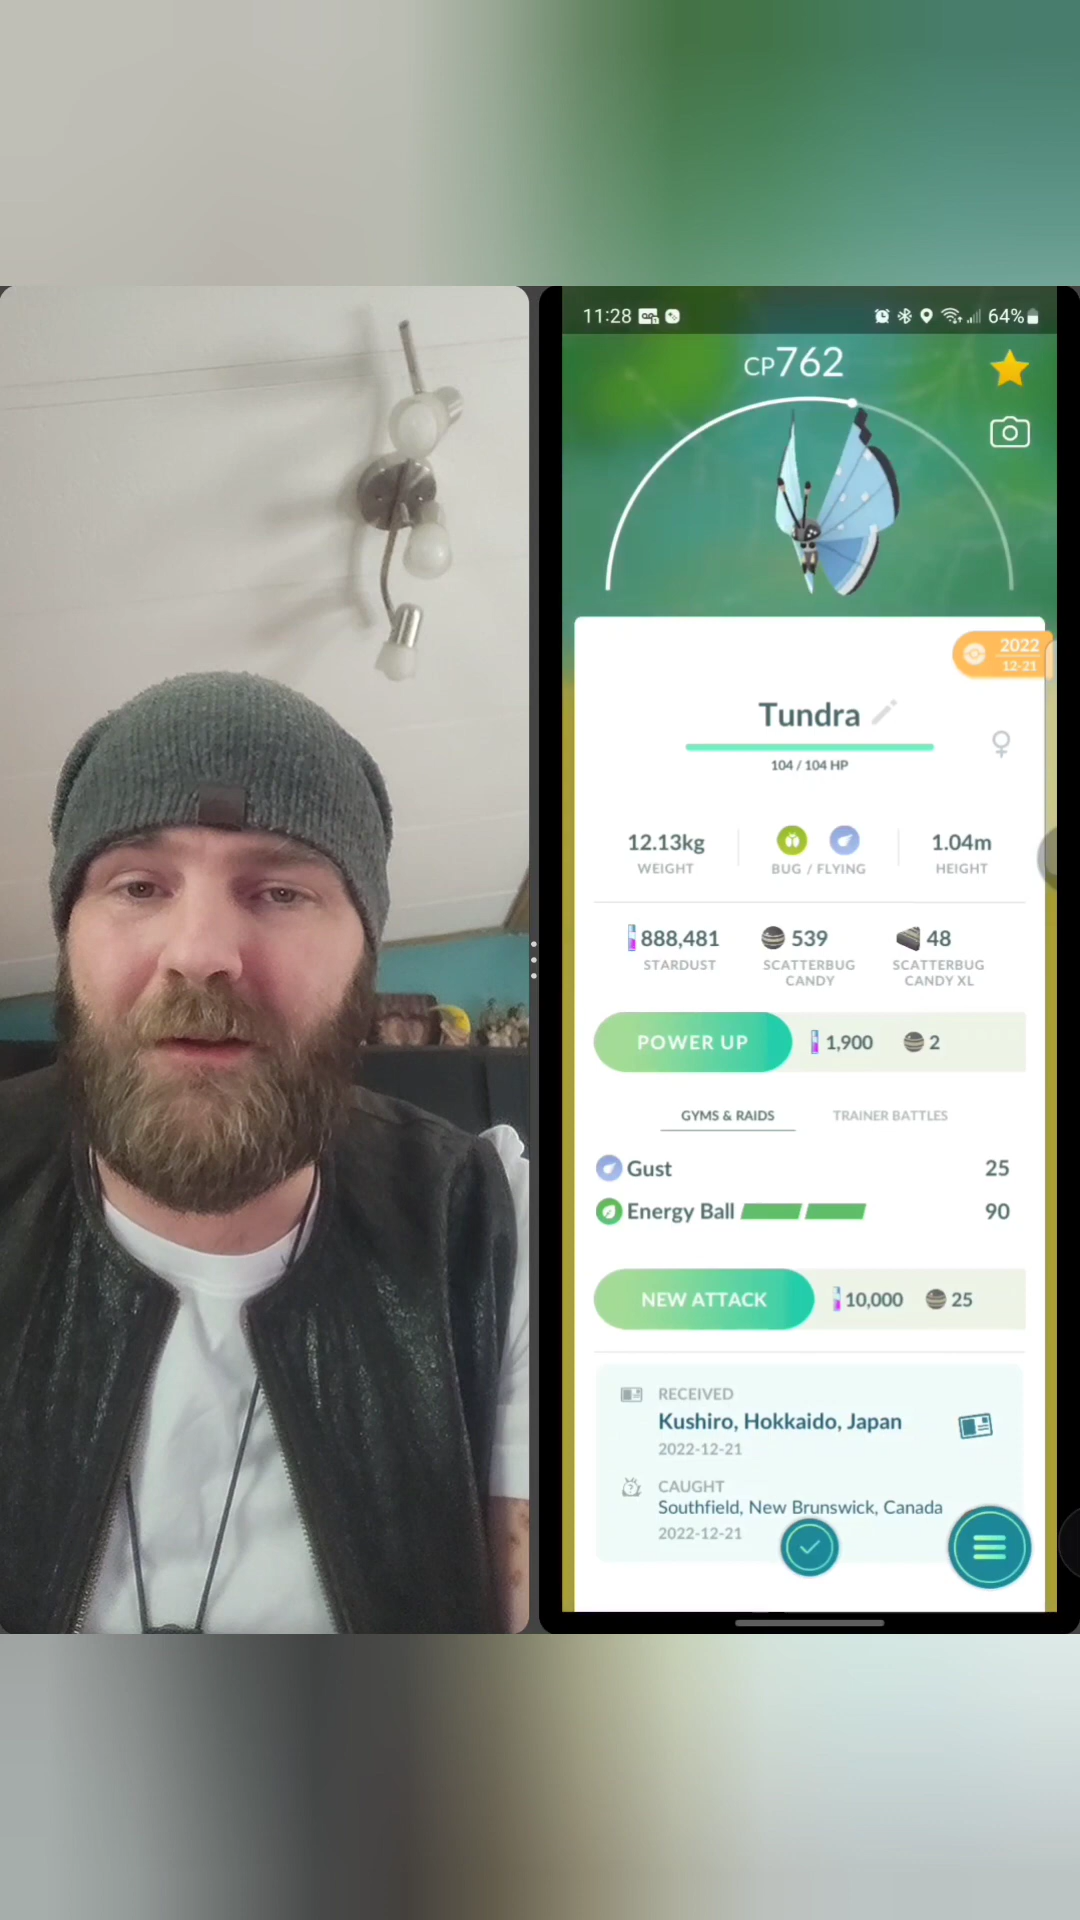 11:28
64%
CP762
2022
12-21
Tundra
104 / 104 HP
12.13kg
WEIGHT
BUG / FLYING
1.04m
HEIGHT
888,481
STARDUST
539
SCATTERBUG
CANDY
48
SCATTERBUG
CANDY XL
POWER UP
1,900
2
GYMS & RAIDS
TRAINER BATTLES
Gust
25
Energy Ball
90
NEW ATTACK
10,000
25
RECEIVED
Kushiro, Hokkaido, Japan
2022-12-21
CAUGHT
Southfield, New Brunswick, Canada
2022-12-21